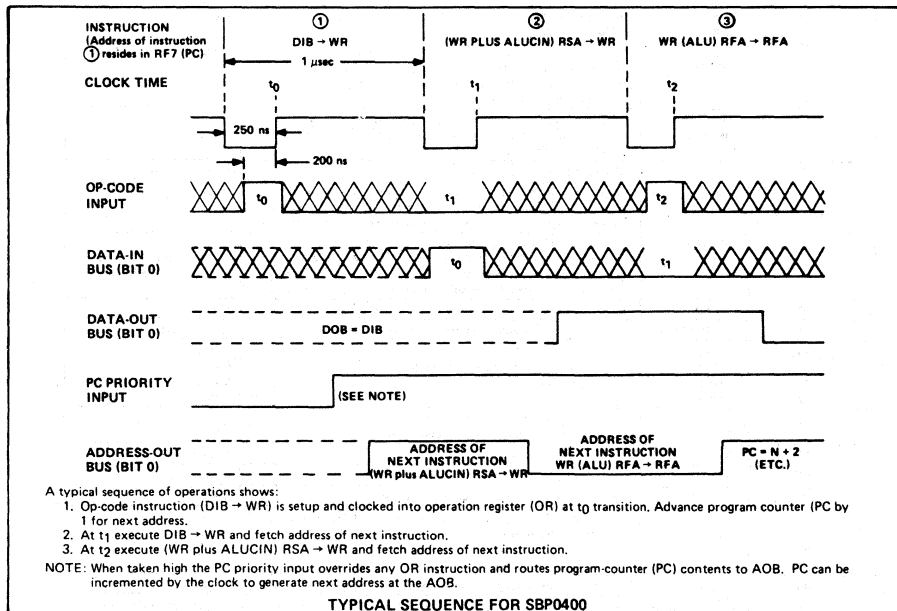 ① ② ③
INSTRUCTION
(Address of instruction
① resides in RF7 (PC)
DIB → WR
(WR PLUS ALUCIN) RSA → WR
WR (ALU) RFA → RFA
1 μsec
CLOCK TIME
t0
t1
t2
250 ns
200 ns
OP-CODE
INPUT
t0
t1
t2
DATA-IN
BUS (BIT 0)
t0
t1
DATA-OUT
BUS (BIT 0)
DOB = DIB
PC PRIORITY
INPUT
(SEE NOTE)
ADDRESS-OUT
BUS (BIT 0)
ADDRESS OF
NEXT INSTRUCTION
(WR plus ALUCIN) RSA → WR
ADDRESS OF
NEXT INSTRUCTION
WR (ALU) RFA → RFA
PC = N + 2
(ETC.)
A typical sequence of operations shows:
1. Op-code instruction (DIB → WR) is setup and clocked into operation register (OR) at t0 transition. Advance program counter (PC by
1 for next address.
2. At t1 execute DIB → WR and fetch address of next instruction.
3. At t2 execute (WR plus ALUCIN) RSA → WR and fetch address of next instruction.
NOTE: When taken high the PC priority input overrides any OR instruction and routes program-counter (PC) contents to AOB. PC can be
incremented by the clock to generate next address at the AOB.
TYPICAL SEQUENCE FOR SBP0400